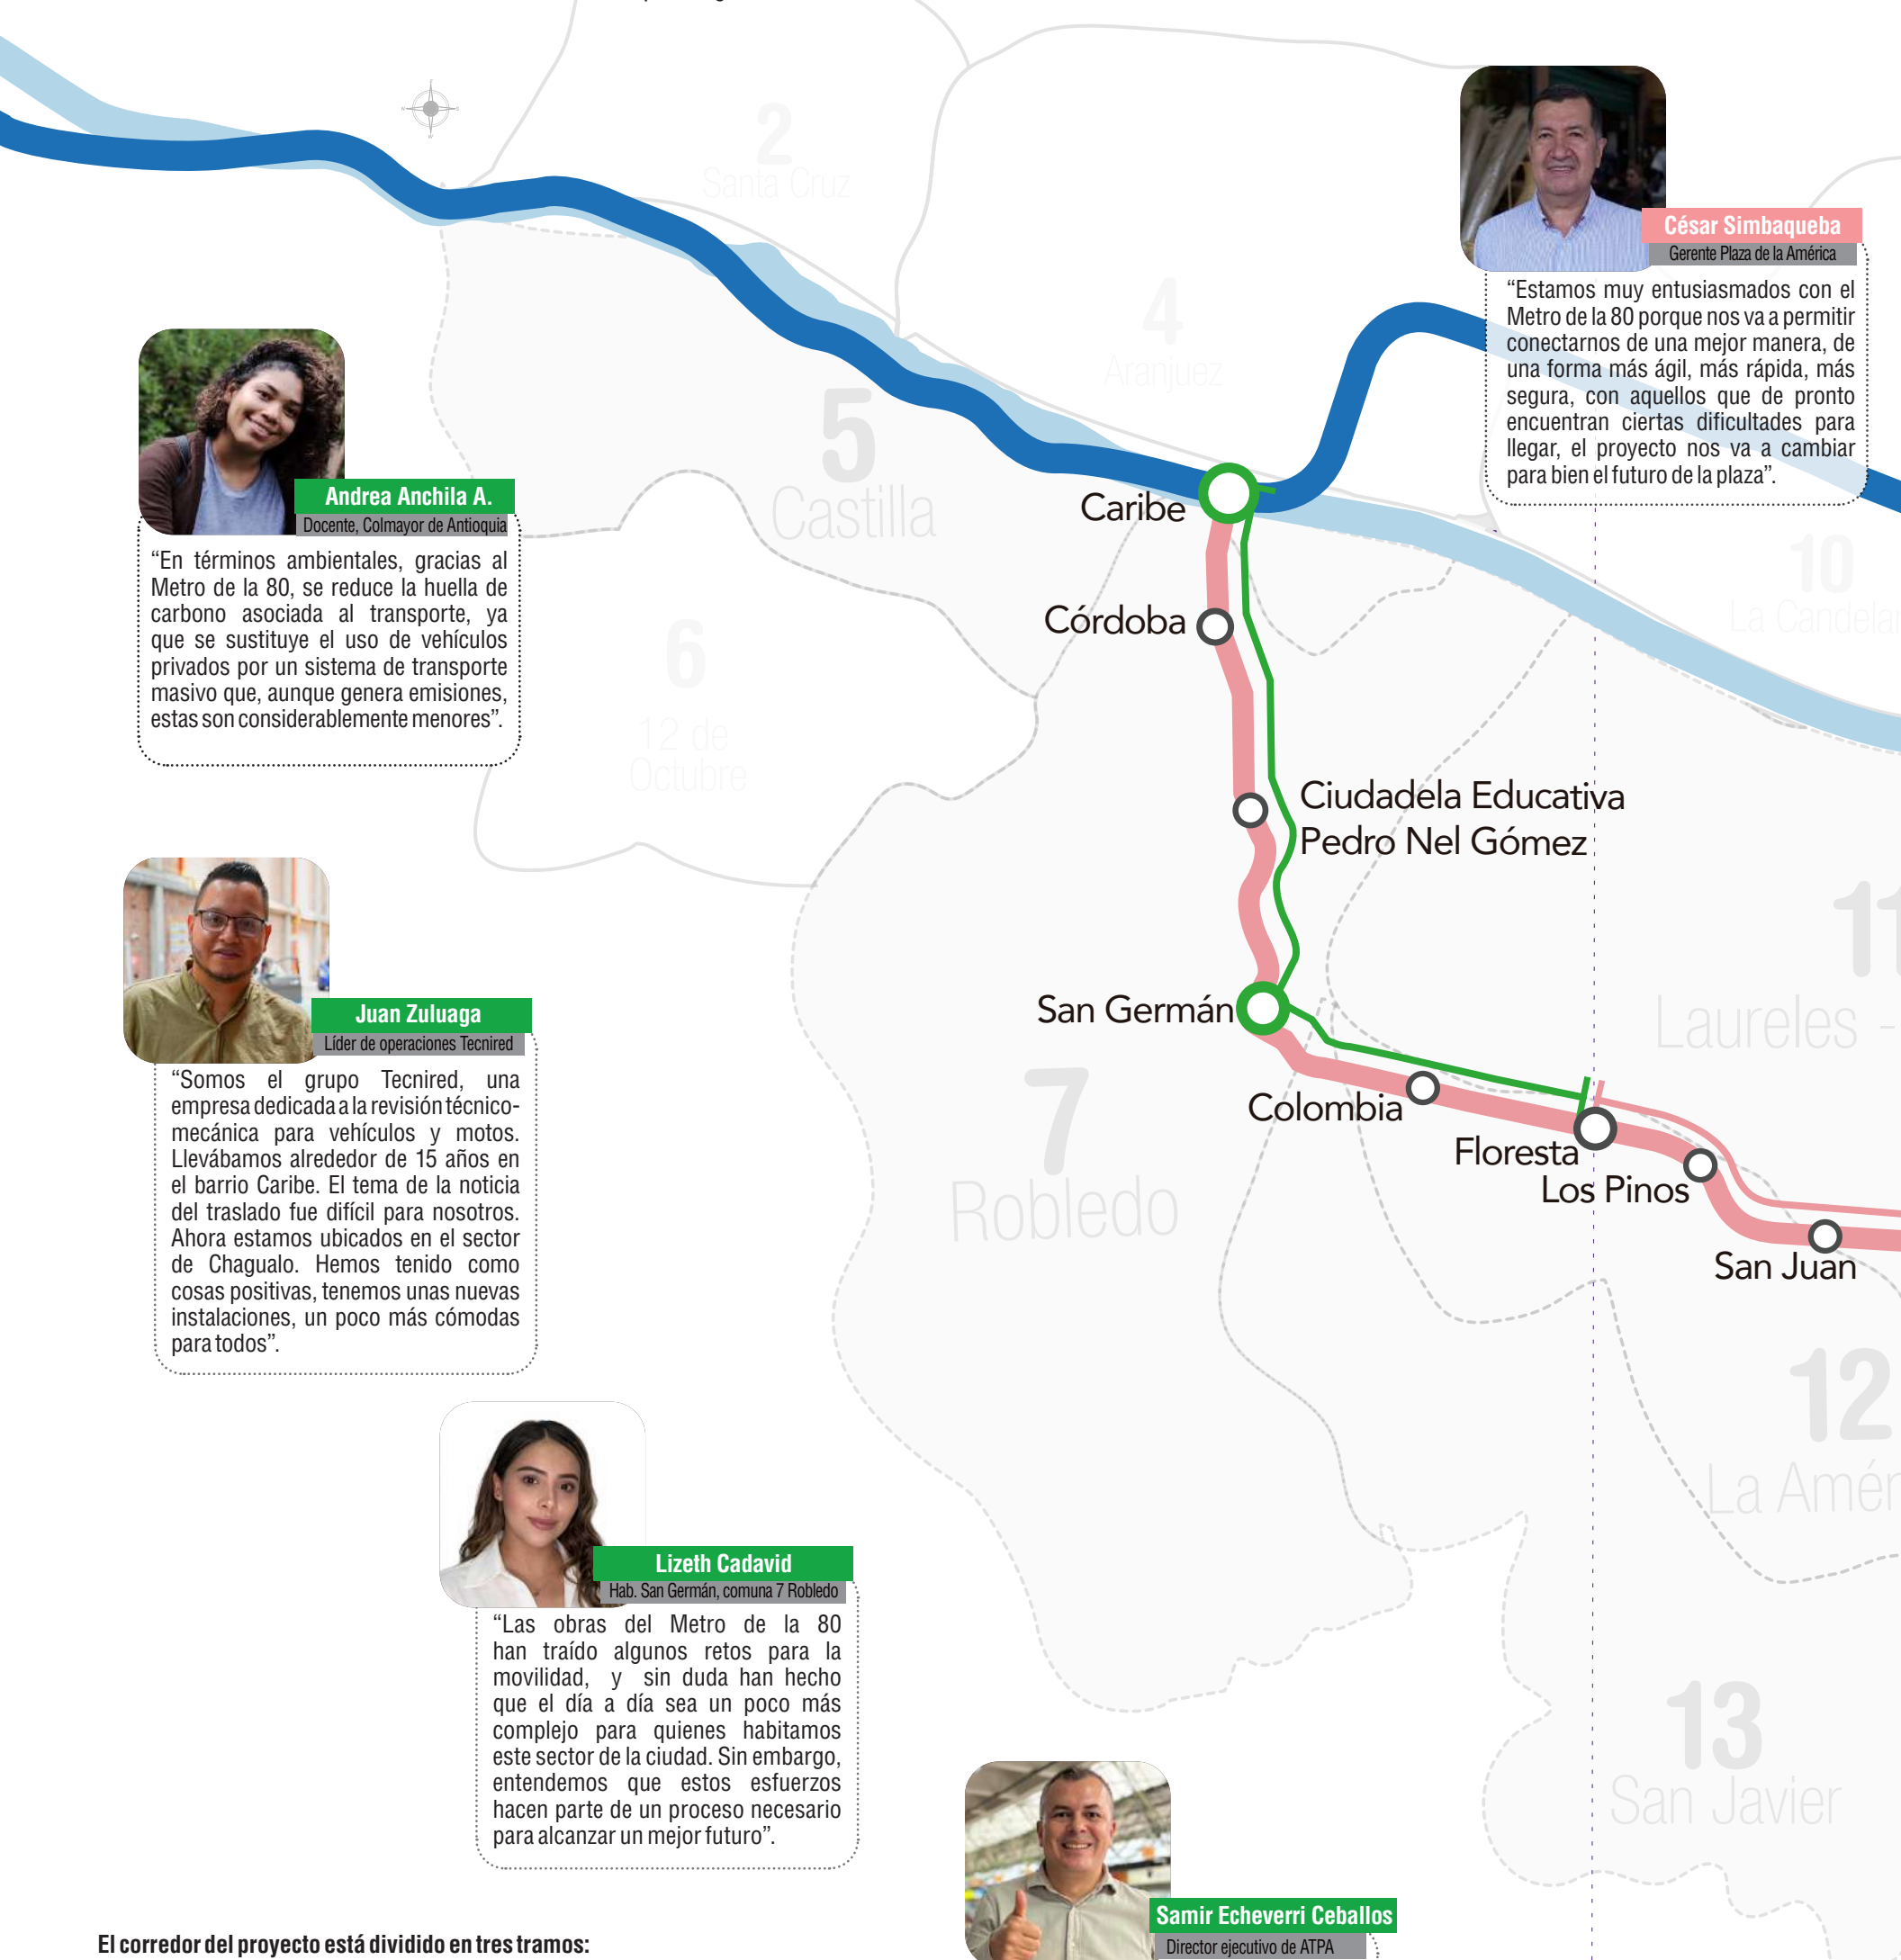 2
Santa Cruz
César Simbaqueba
Gerente Plaza de la América
“Estamos muy entusiasmados con el
Metro de la 80 porque nos va a permitir
conectarnos de una mejor manera, de
una forma más ágil, más rápida, más
segura, con aquellos que de pronto
encuentran ciertas dificultades para
llegar, el proyecto nos va a cambiar
para bien el futuro de la plaza”.
4
Aranjuez
5
Castilla
Andrea Anchila A.
Docente, Colmayor de Antioquia
“En términos ambientales, gracias al
Metro de la 80, se reduce la huella de
carbono asociada al transporte, ya
que se sustituye el uso de vehículos
privados por un sistema de transporte
masivo que, aunque genera emisiones,
estas son considerablemente menores”.
6
12 de
Octubre
Caribe
Córdoba
10
La Candelar
Ciudadela Educativa
Pedro Nel Gómez
11
Laureles -
San Germán
Colombia
Floresta
Los Pinos
San Juan
7
Robledo
Juan Zuluaga
Líder de operaciones Tecnired
“Somos el grupo Tecnired, una
empresa dedicada a la revisión técnico-
mecánica para vehículos y motos.
Llevábamos alrededor de 15 años en
el barrio Caribe. El tema de la noticia
del traslado fue difícil para nosotros.
Ahora estamos ubicados en el sector
de Chagualo. Hemos tenido como
cosas positivas, tenemos unas nuevas
instalaciones, un poco más cómodas
para todos”.
12
La Amér
Lizeth Cadavid
Hab. San Germán, comuna 7 Robledo
“Las obras del Metro de la 80
han traído algunos retos para la
movilidad, y sin duda han hecho
que el día a día sea un poco más
complejo para quienes habitamos
este sector de la ciudad. Sin embargo,
entendemos que estos esfuerzos
hacen parte de un proceso necesario
para alcanzar un mejor futuro”.
13
San Javier
Samir Echeverri Ceballos
Director ejecutivo de ATPA
El corredor del proyecto está dividido en tres tramos: